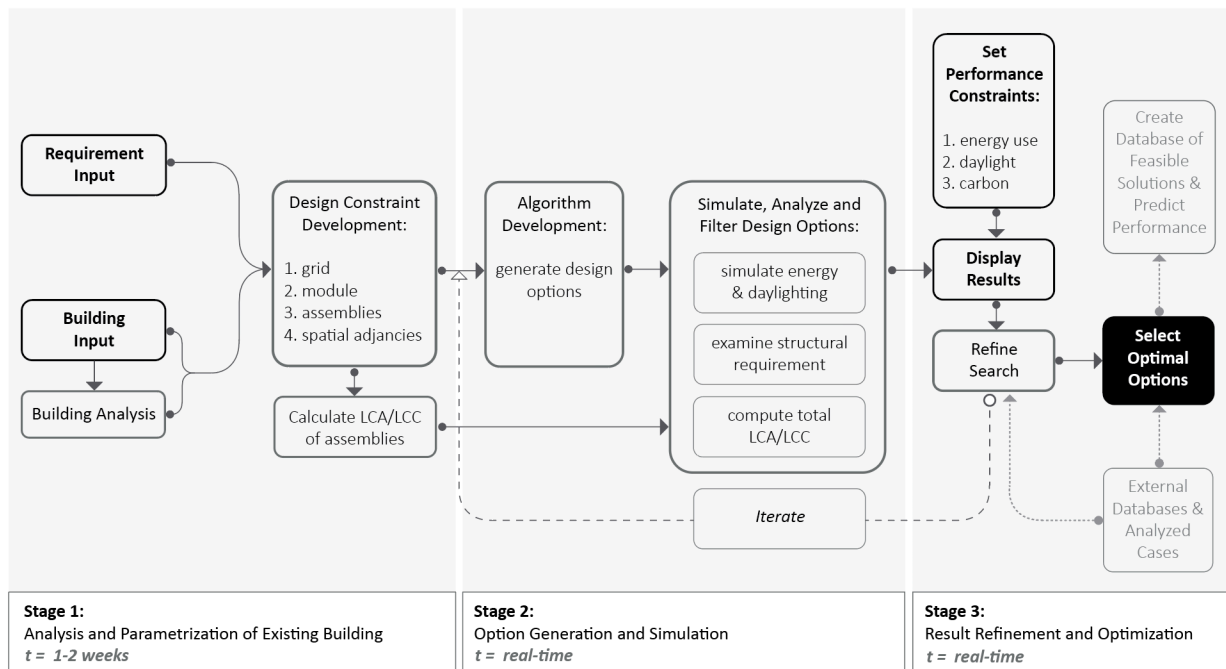 Requirement
Input
Building
Input
Building Analysis
Design Constraint
Development:
1. grid
2. module
3. assemblies
4. spatial adjancies
Calculate LCA/LCC
of assemblies
Algorithm
Development:
generate design
options
Simulate, Analyze and
Filter Design Options:
simulate energy
& daylighting
examine structural
requirement
compute total
LCA/LCC
Iterate
Set
Performance
Constraints:
1. energy use
2. daylight
3. carbon
Display
Results
Refine
Search
Create
Database of
Feasible
Solutions &
Predict
Performance
Select
Optimal
Options
External
Databases &
Analyzed
Cases
Stage 1:
Analysis and Parametrization of Existing Building
t = 1-2 weeks
Stage 2:
Option Generation and Simulation
t = real-time
Stage 3:
Result Refinement and Optimization
t = real-time